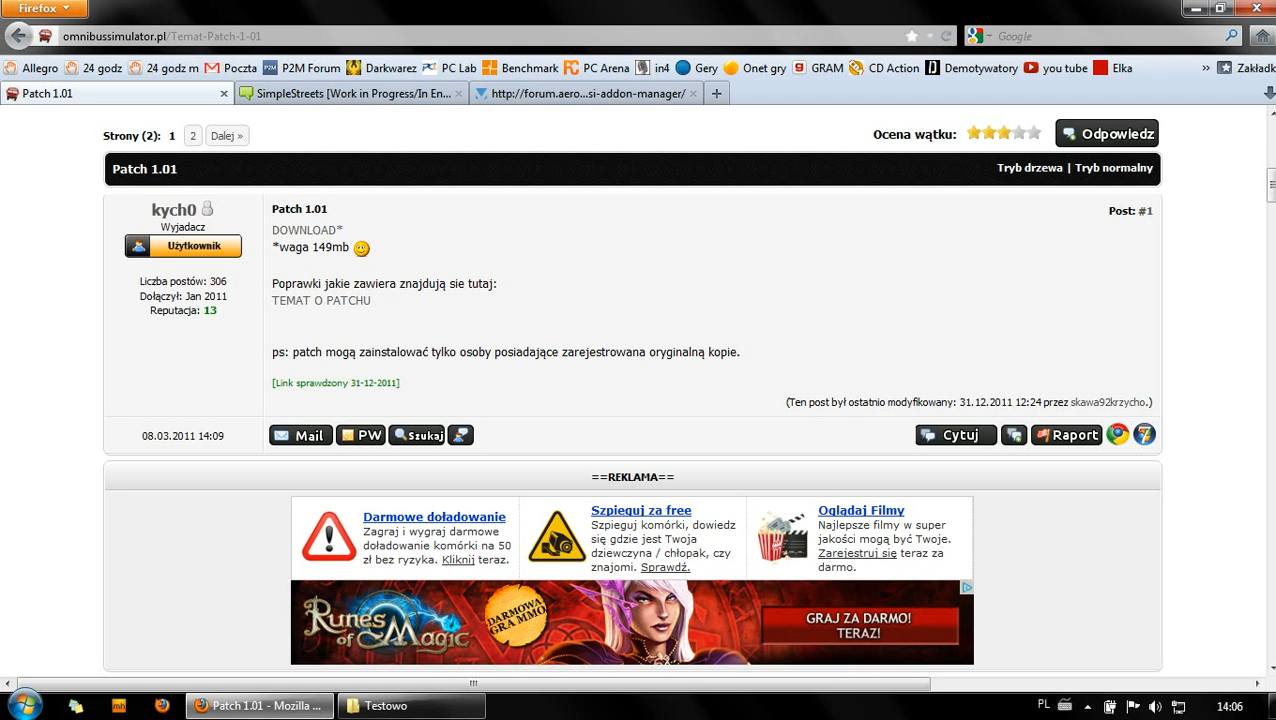 Firefox
omnibussimulator.pl/Temat-Patch-1-01
Google
Allegro 24 godz 24 godz m Poczta P2M Forum Darkwarez PC Lab Benchmark PC Arena in4 Gery Onet gry GRAM CD Action Demotywatory you tube Elka » Zakładk
Patch 1.01 × SimpleStreets [Work in Progress/In En... × http://forum.aero...si-addon-manager/ × +
Strony (2): 1 2 Dalej »
Ocena wątku: Odpowiedz
Patch 1.01
Tryb drzewa | Tryb normalny
kych0
Wyjadacz
Użytkownik
Liczba postów: 306
Dołączył: Jan 2011
Reputacja: 13
Patch 1.01
Post: #1
DOWNLOAD*
*waga 149mb
Poprawki jakie zawiera znajdują sie tutaj:
TEMAT O PATCHU
ps: patch mogą zainstalować tylko osoby posiadające zarejestrowana oryginalną kopie.
[Link sprawdzony 31-12-2011]
(Ten post był ostatnio modyfikowany: 31.12.2011 12:24 przez skawa92krzycho.)
08.03.2011 14:09
Mail PW Szukaj
Cytuj Raport
==REKLAMA==
Darmowe doładowanie
Zagraj i wygraj darmowe
doładowanie komórki na 50
zł bez ryzyka. Kliknij teraz.
Szpieguj za free
Szpieguj komórki, dowiedz
się gdzie jest Twoja
dziewczyna / chłopak, czy
znajomi. Sprawdź.
Oglądaj Filmy
Najlepsze filmy w super
jakości mogą być Twoje.
Zarejestruj się teraz za
darmo.
RUNES
OF MAGIC
DARMOWA
GRA MMO
GRAJ ZA DARMO!
TERAZ!
mh
Patch 1.01 - Mozilla ...
Testowo
PL
14:06